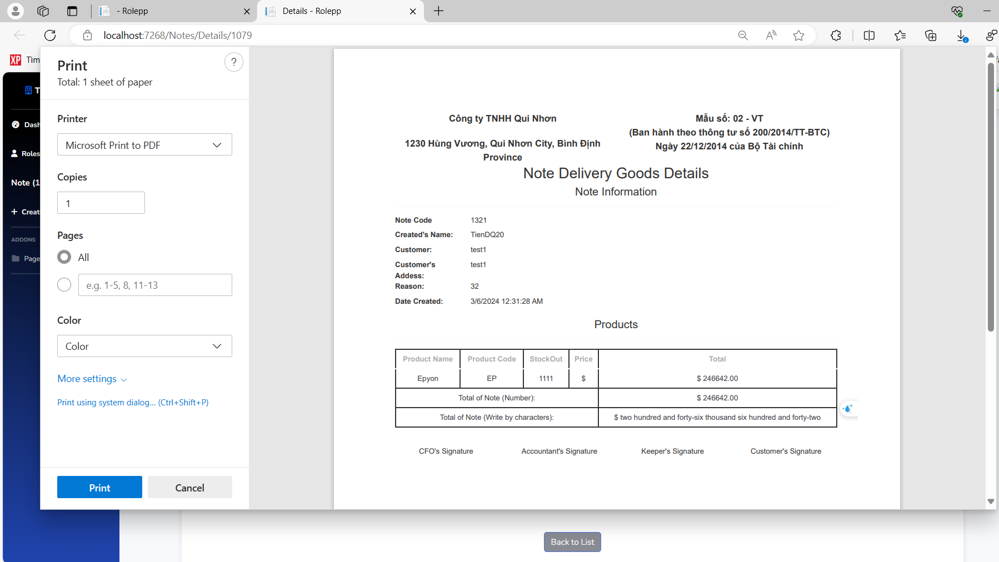 - Rolepp
Details - Rolepp
localhost:7268/Notes/Details/1079
XP Tìm
T
Dash
Roles
Note (1
+ Creat
ADDONS
Page
Print
?
Total: 1 sheet of paper
Printer
Microsoft Print to PDF
Copies
1
Pages
All
e.g. 1-5, 8, 11-13
Color
Color
More settings
Print using system dialog... (Ctrl+Shift+P)
Print
Cancel
Công ty TNHH Qui Nhơn
1230 Hùng Vương, Qui Nhơn City, Bình Định
Province
Mẫu số: 02 - VT
(Ban hành theo thông tư số 200/2014/TT-BTC)
Ngày 22/12/2014 của Bộ Tài chính
Note Delivery Goods Details
Note Information
Note Code 1321
Created's Name: TienDQ20
Customer: test1
Customer's test1
Addess:
Reason: 32
Date Created: 3/6/2024 12:31:28 AM
Products
Product Name Product Code StockOut Price Total
Epyon EP 1111 $ $ 246642.00
Total of Note (Number): $ 246642.00
Total of Note (Write by characters): $ two hundred and forty-six thousand six hundred and forty-two
CFO's Signature Accountant's Signature Keeper's Signature Customer's Signature
Back to List